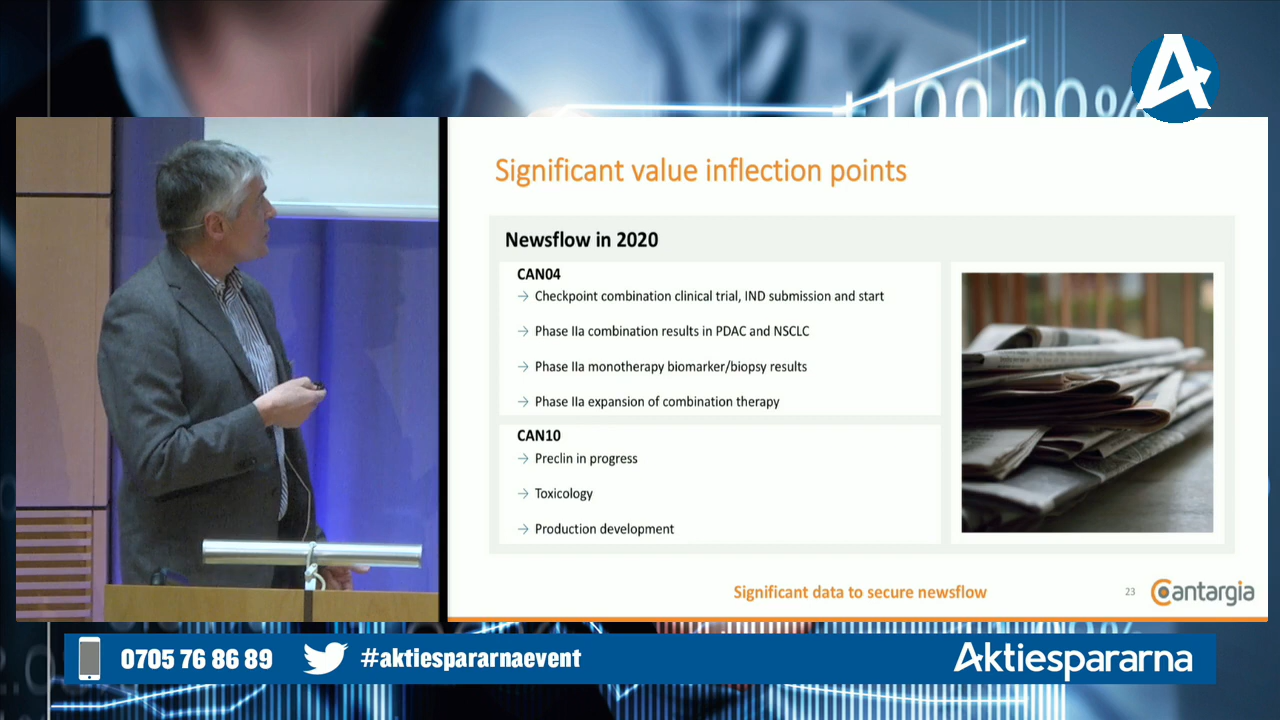 +100,00%
Significant value inflection points
Newsflow in 2020
CAN04
→ Checkpoint combination clinical trial, IND submission and start
→ Phase IIa combination results in PDAC and NSCLC
→ Phase IIa monotherapy biomarker/biopsy results
→ Phase IIa expansion of combination therapy
CAN10
→ Preclin in progress
→ Toxicology
→ Production development
Significant data to secure newsflow
23
Cantargia
0705 76 86 89
#aktiespararnaevent
Aktiespararna